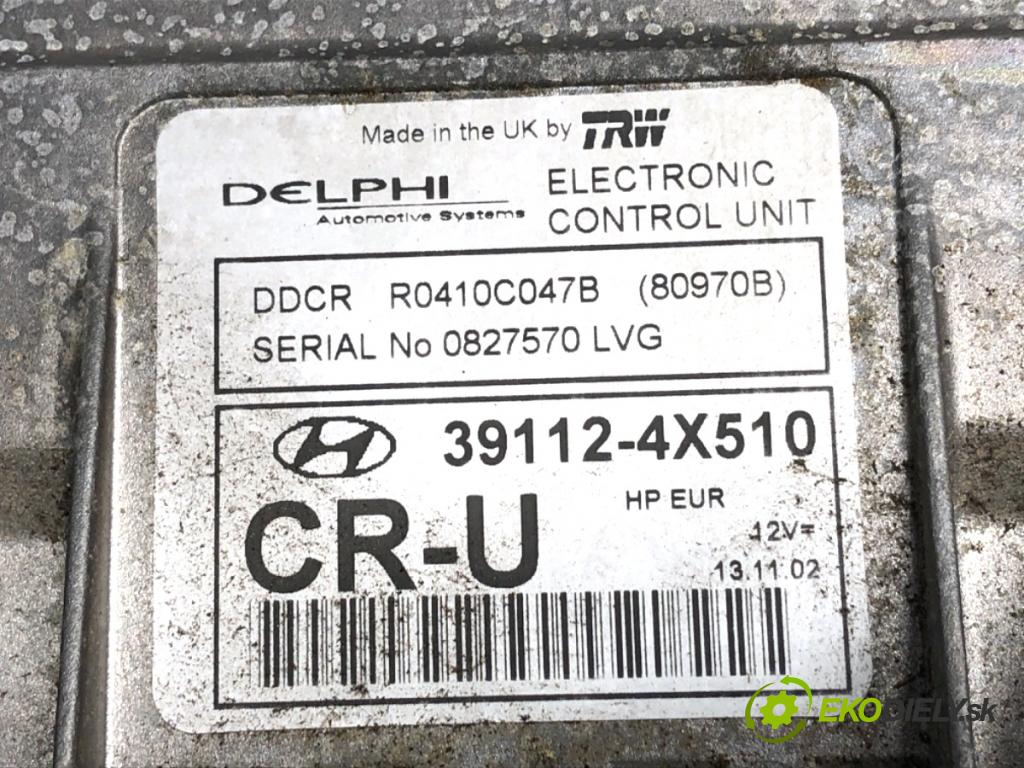 Made in the UK by TRW
DELPHI
Automotive Systems
ELECTRONIC
CONTROL UNIT
DDCR R0410C047B (80970B)
SERIAL No 0827570 LVG
39112-4X510
CR-U
HP EUR
12V=
13.11.02
EKODIELY.sk